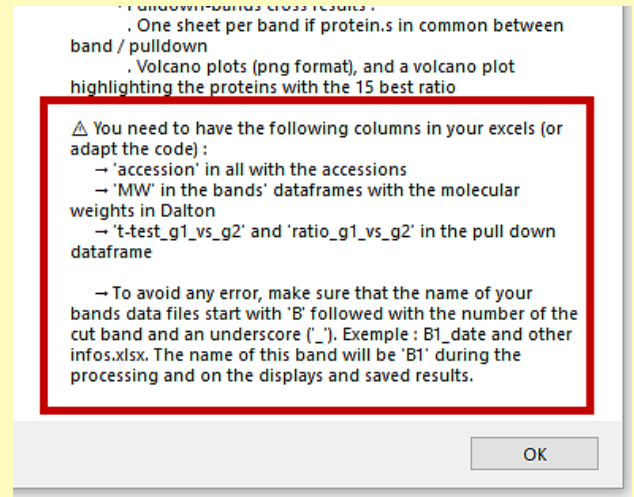 . One sheet per band if protein.s in common between
band / pulldown
. Volcano plots (png format), and a volcano plot
highlighting the proteins with the 15 best ratio
⚠ You need to have the following columns in your excels (or
adapt the code) :
→ 'accession' in all with the accessions
→ 'MW' in the bands' dataframes with the molecular
weights in Dalton
→ 't-test_g1_vs_g2' and 'ratio_g1_vs_g2' in the pull down
dataframe
→ To avoid any error, make sure that the name of your
bands data files start with 'B' followed with the number of the
cut band and an underscore ('_'). Exemple : B1_date and other
infos.xlsx. The name of this band will be 'B1' during the
processing and on the displays and saved results.
OK